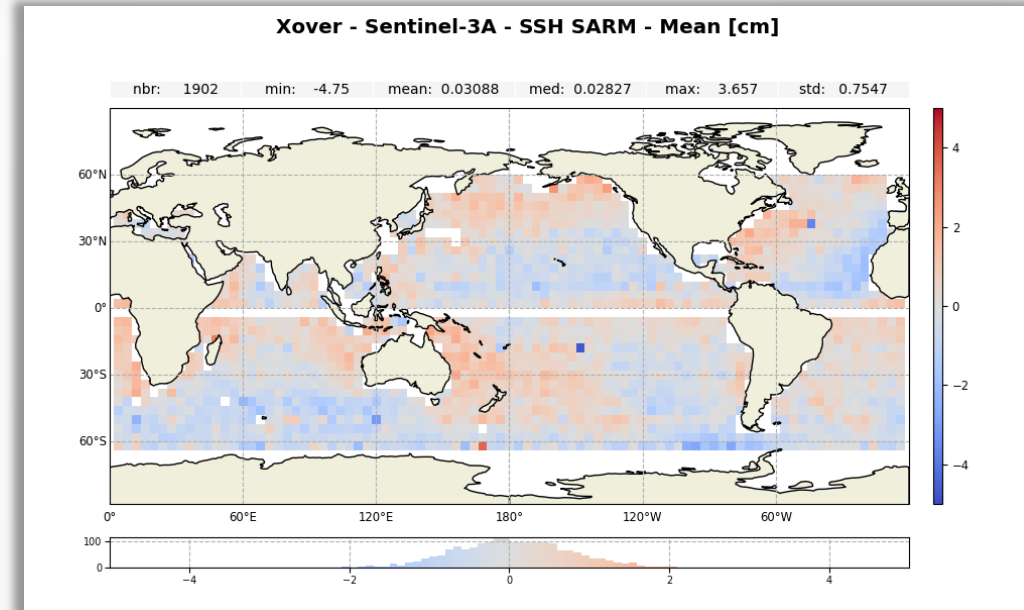 Xover - Sentinel-3A - SSH SARM - Mean [cm]
nbr: 1902 min: -4.75 mean: 0.03088 med: 0.02827 max: 3.657 std: 0.7547
60°N
30°N
0°
30°S
60°S
0° 60°E 120°E 180° 120°W 60°W
4
2
0
−2
−4
100
0
−4 −2 0 2 4